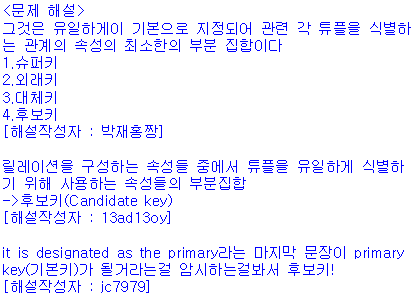 <문제 해설>
그것은 유일하게이 기본으로 지정되어 관련 각 튜플을 식별하
는 관계의 속성의 최소한의 부분 집합이다
1.슈퍼키
2.외래키
3.대체키
4.후보키
[해설작성자 : 박재홍짱]

릴레이션을 구성하는 속성들 중에서 튜플을 유일하게 식별하
기 위해 사용하는 속성들의 부분집합
->후보키(Candidate key)
[해설작성자 : 13ad13oy]

it is designated as the primary라는 마지막 문장이 primary
key(기본키)가 될거라는걸 암시하는걸봐서 후보키!
[해설작성자 : jc7979]